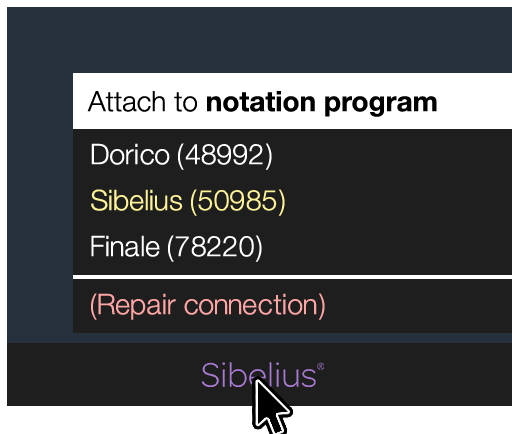 Attach to notation program
Dorico (48992)
Sibelius (50985)
Finale (78220)
(Repair connection)
Sibelius®